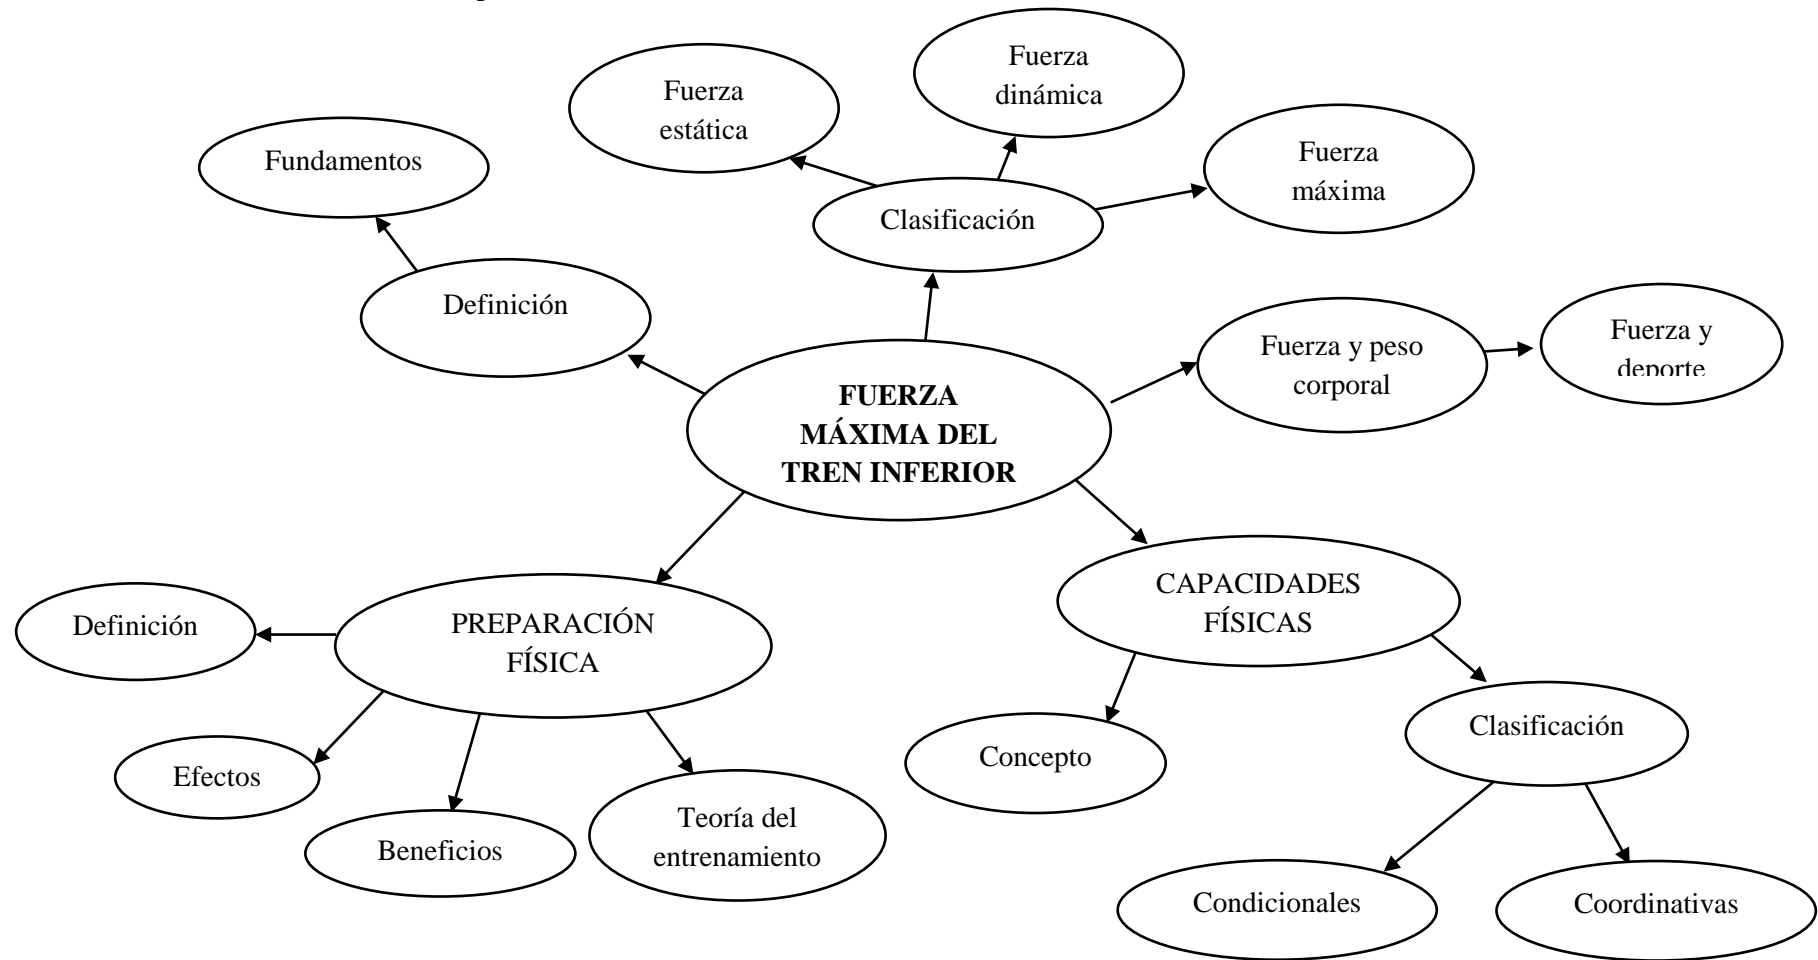 Fuerza
dinámica
Fuerza
estática
Fuerza
máxima
Fundamentos
Clasificación
Definición
Fuerza y peso
corporal
Fuerza y
deporte
FUERZA
MÁXIMA DEL
TREN INFERIOR
CAPACIDADES
FÍSICAS
PREPARACIÓN
FÍSICA
Definición
Efectos
Beneficios
Teoría del
entrenamiento
Concepto
Clasificación
Condicionales
Coordinativas